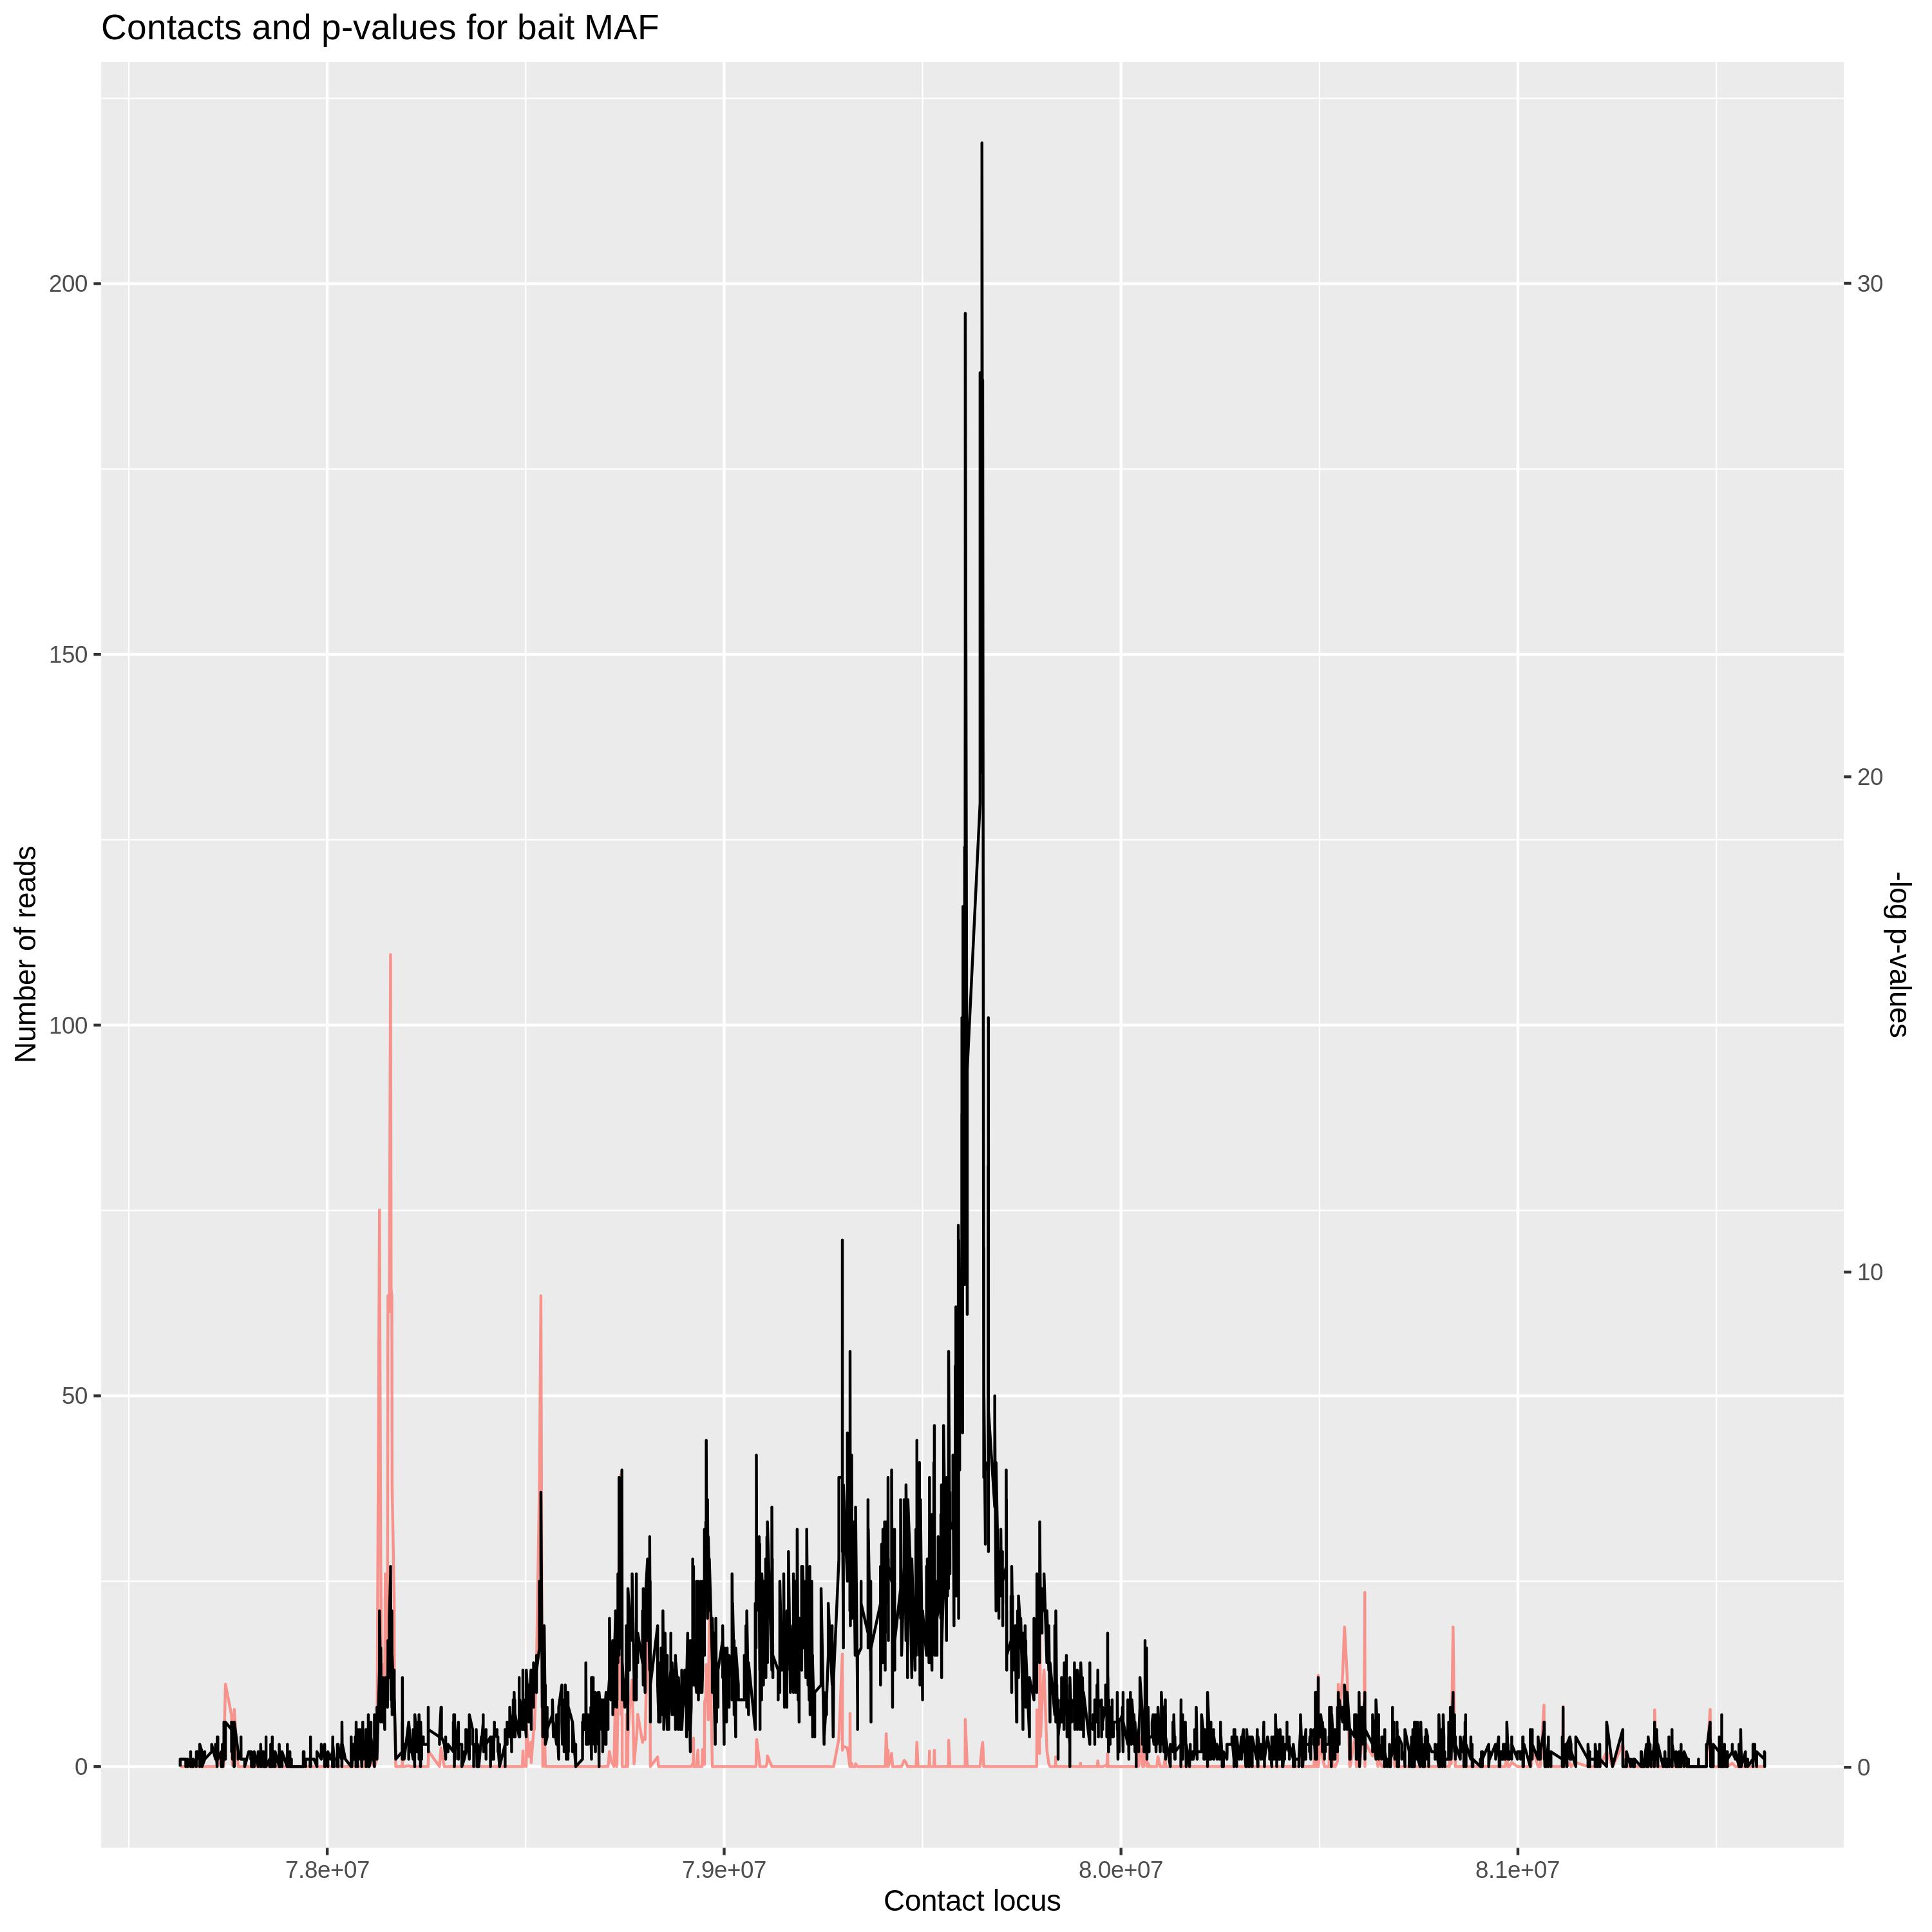 Contacts and p-values for bait MAF
Number of reads
200
150
100
50
0
30
20
10
0
-log p-values
7.8e+07 7.9e+07 8.0e+07 8.1e+07
Contact locus